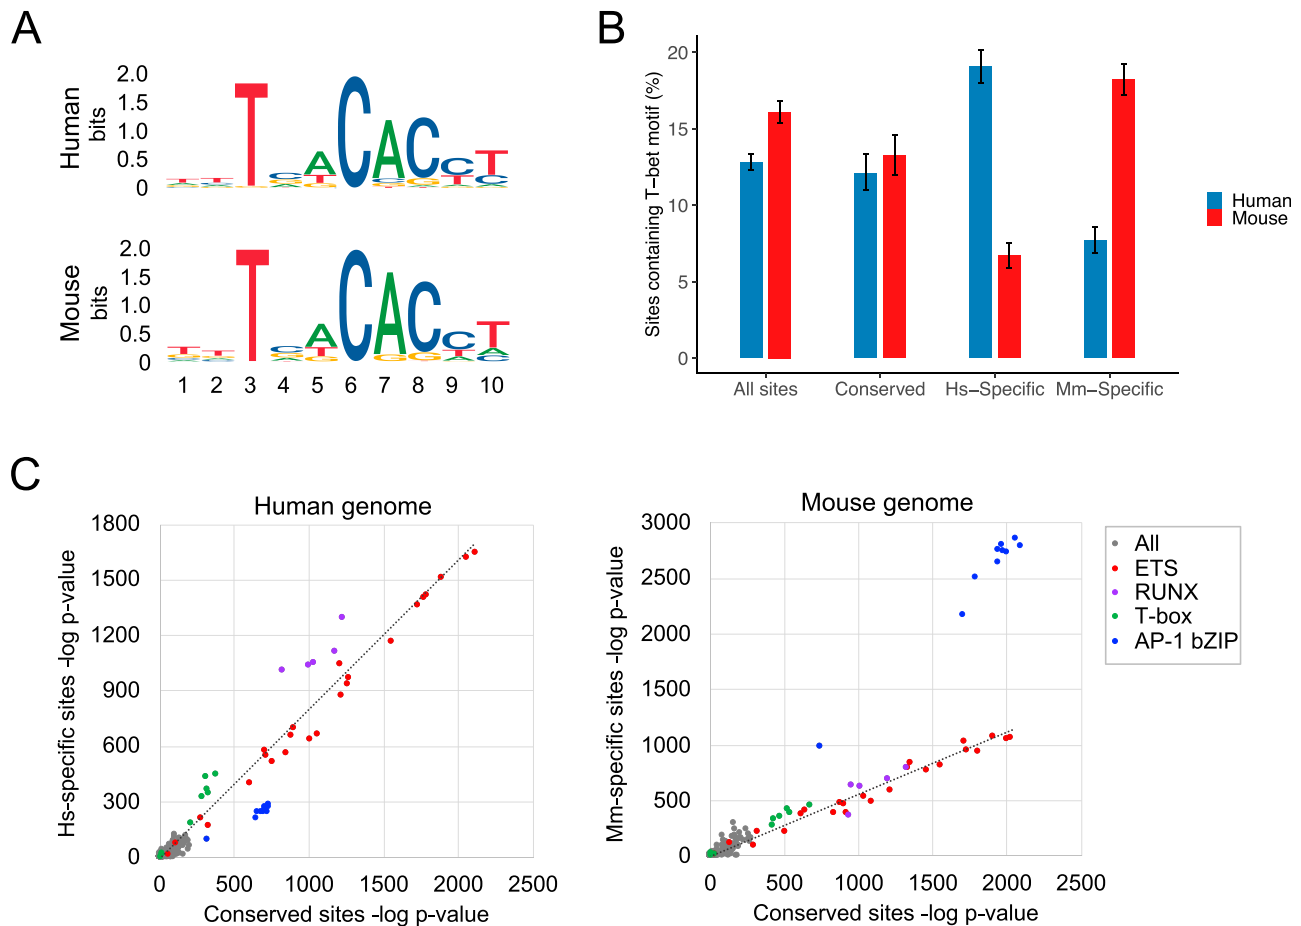 A
Human
bits
2.0
1.5
1.0
0.5
0
Mouse
bits
2.0
1.5
1.0
0.5
0
1 2 3 4 5 6 7 8 9 10
B
Sites containing T−bet motif (%)
20
15
10
5
0
All sites
Conserved
Hs−Specific
Mm−Specific
Human
Mouse
C
Human genome
Hs-specific sites -log p-value
1800
1500
1200
900
600
300
0
0 500 1000 1500 2000 2500
Conserved sites -log p-value
Mouse genome
Mm-specific sites -log p-value
3000
2500
2000
1500
1000
500
0
0 500 1000 1500 2000 2500
Conserved sites -log p-value
All
ETS
RUNX
T-box
AP-1 bZIP